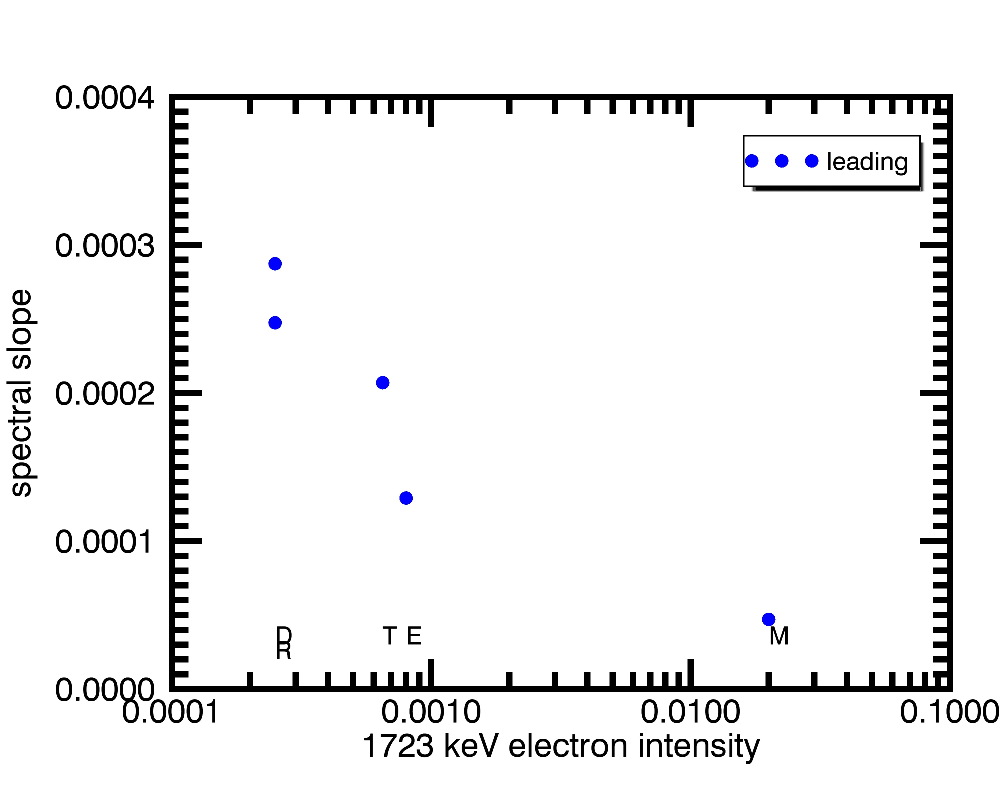 0.0004
leading
0.0003
0.0002
0.0001
0.0000
spectral slope
D
R
T E
M
0.0001 0.0010 0.0100 0.1000
1723 keV electron intensity